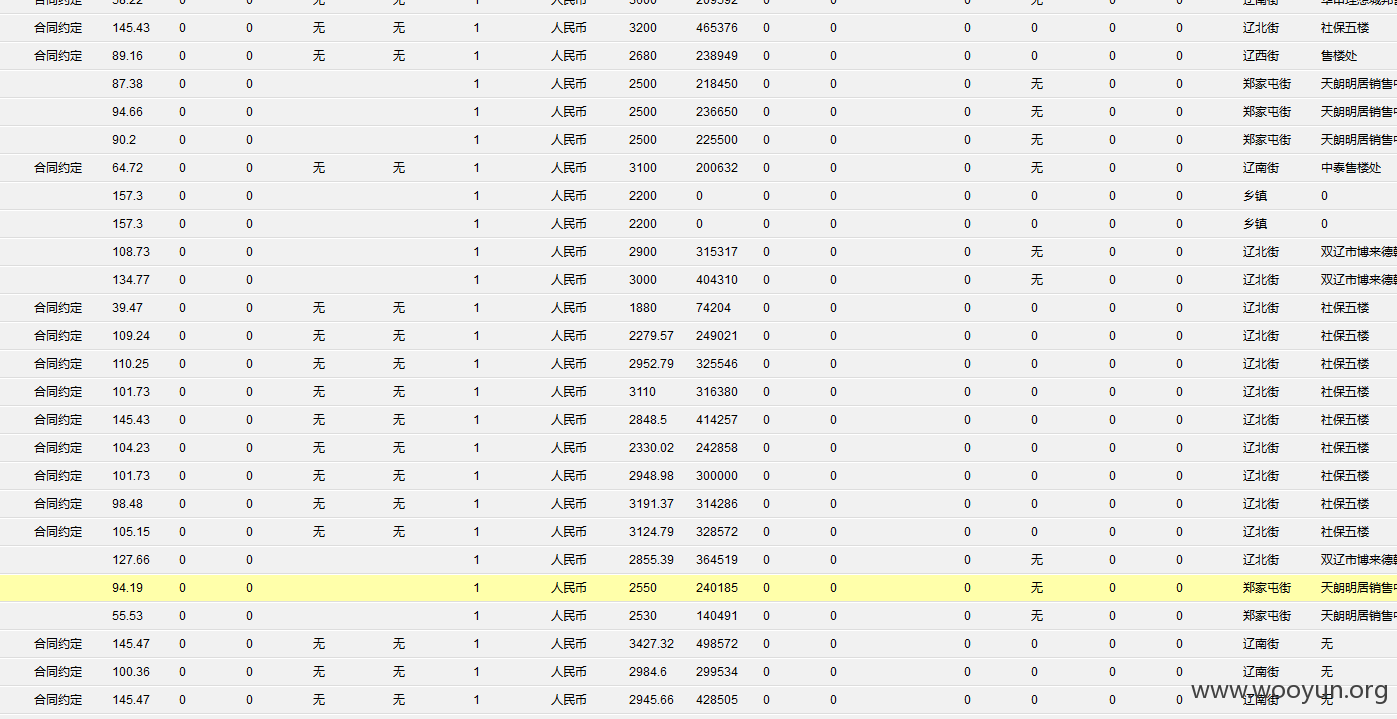 58.22 0 0 无 无 1 人民币 3600 209592 0 0 0 无 0 0 辽南街
合同约定 145.43 0 0 无 无 1 人民币 3200 465376 0 0 0 0 0 0 辽北街 社保五楼
合同约定 89.16 0 0 无 无 1 人民币 2680 238949 0 0 0 0 0 0 辽西街 售楼处
87.38 0 0 1 人民币 2500 218450 0 0 0 无 0 0 郑家屯街 天朗明居销售
94.66 0 0 1 人民币 2500 236650 0 0 0 无 0 0 郑家屯街 天朗明居销售
90.2 0 0 1 人民币 2500 225500 0 0 0 无 0 0 郑家屯街 天朗明居销售
合同约定 64.72 0 0 无 无 1 人民币 3100 200632 0 0 0 无 0 0 辽南街 中泰售楼处
157.3 0 0 1 人民币 2200 0 0 0 0 0 0 0 乡镇 0
157.3 0 0 1 人民币 2200 0 0 0 0 0 0 0 乡镇 0
108.73 0 0 1 人民币 2900 315317 0 0 0 无 0 0 辽北街 双辽市博来德
134.77 0 0 1 人民币 3000 404310 0 0 0 无 0 0 辽北街 双辽市博来德
合同约定 39.47 0 0 无 无 1 人民币 1880 74204 0 0 0 0 0 0 辽北街 社保五楼
合同约定 109.24 0 0 无 无 1 人民币 2279.57 249021 0 0 0 0 0 0 辽北街 社保五楼
合同约定 110.25 0 0 无 无 1 人民币 2952.79 325546 0 0 0 0 0 0 辽北街 社保五楼
合同约定 101.73 0 0 无 无 1 人民币 3110 316380 0 0 0 0 0 0 辽北街 社保五楼
合同约定 145.43 0 0 无 无 1 人民币 2848.5 414257 0 0 0 0 0 0 辽北街 社保五楼
合同约定 104.23 0 0 无 无 1 人民币 2330.02 242858 0 0 0 0 0 0 辽北街 社保五楼
合同约定 101.73 0 0 无 无 1 人民币 2948.98 300000 0 0 0 0 0 0 辽北街 社保五楼
合同约定 98.48 0 0 无 无 1 人民币 3191.37 314286 0 0 0 0 0 0 辽北街 社保五楼
合同约定 105.15 0 0 无 无 1 人民币 3124.79 328572 0 0 0 0 0 0 辽北街 社保五楼
127.66 0 0 1 人民币 2855.39 364519 0 0 0 无 0 0 辽北街 双辽市博来德
94.19 0 0 1 人民币 2550 240185 0 0 0 无 0 0 郑家屯街 天朗明居销售
55.53 0 0 1 人民币 2530 140491 0 0 0 无 0 0 郑家屯街 天朗明居销售
合同约定 145.47 0 0 无 无 1 人民币 3427.32 498572 0 0 0 0 0 0 辽南街 无
合同约定 100.36 0 0 无 无 1 人民币 2984.6 299534 0 0 0 0 0 0 辽南街 无
合同约定 145.47 0 0 无 无 1 人民币 2945.66 428505 0 0 0 0 0 0 辽南街 无
www.wooyun.org